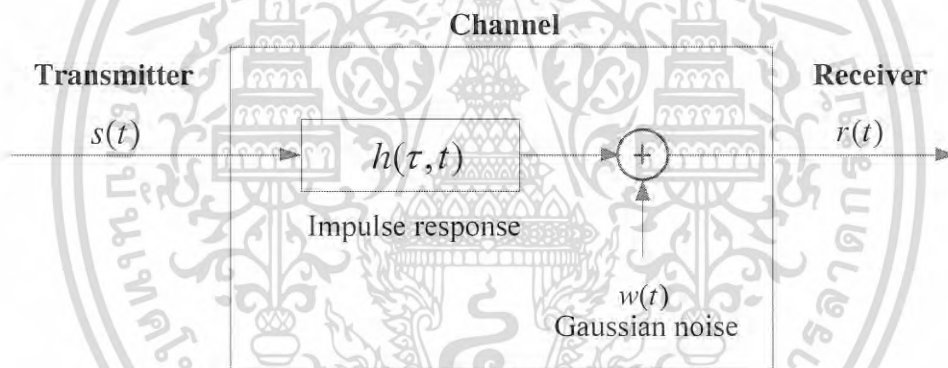 Channel
Transmitter
Receiver
s(t)
r(t)
h(τ,t)
+
Impulse response
w(t)
Gaussian noise